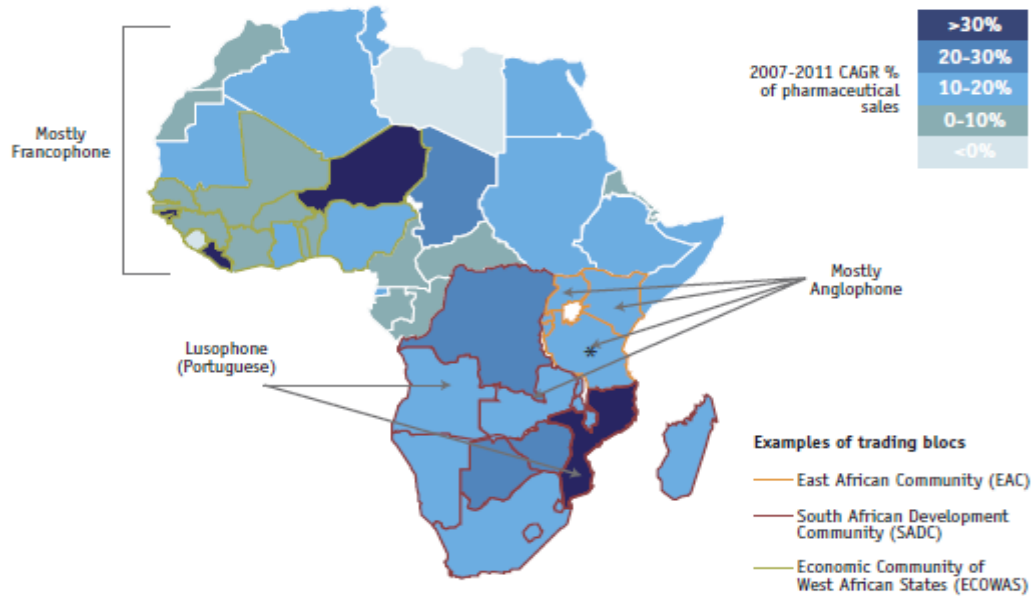 >30%
20-30%
10-20%
0-10%
<0%
2007-2011 CAGR %
of pharmaceutical
sales
Mostly
Francophone
Mostly
Anglophone
Lusophone
(Portuguese)
*
Examples of trading blocs
East African Community (EAC)
South African Development
Community (SADC)
Economic Community of
West African States (ECOWAS)